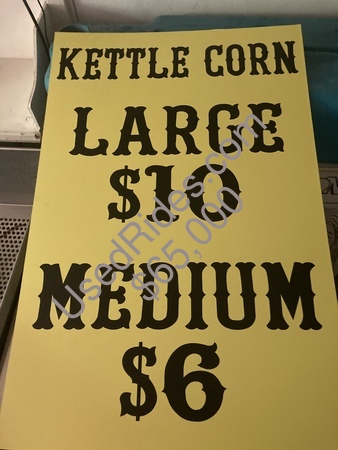 KETTLE CORN
LARGE
$10
MEDIUM
$6
UsedRides.com
$65,000